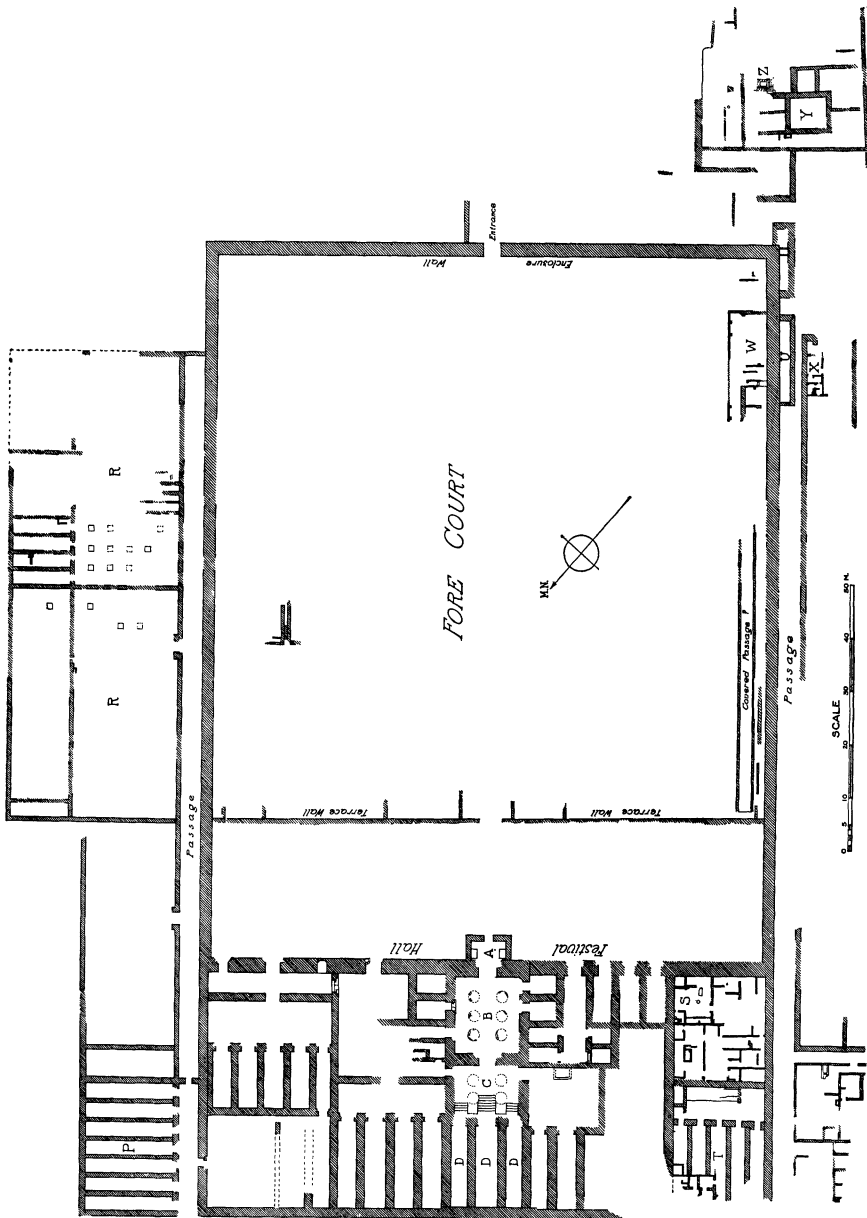 Z
Y
Entrance
Wall
Enclosure
W
X
R
FORE COURT
M.N.
R
Covered Passage ?
Passage
SCALE
0 5 10 20 30 40 50 M.
Passage
Terrace Wall
Terrace Wall
Hall
Festival
A
B
S
C
P
D
D
D
T